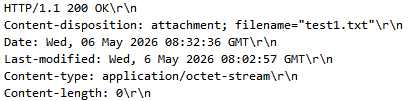 HTTP/1.1 200 OK\r\n
Content-disposition: attachment; filename="test1.txt"\r\n
Date: Wed, 06 May 2026 08:32:36 GMT\r\n
Last-modified: Wed, 6 May 2026 08:02:57 GMT\r\n
Content-type: application/octet-stream\r\n
Content-length: 0\r\n